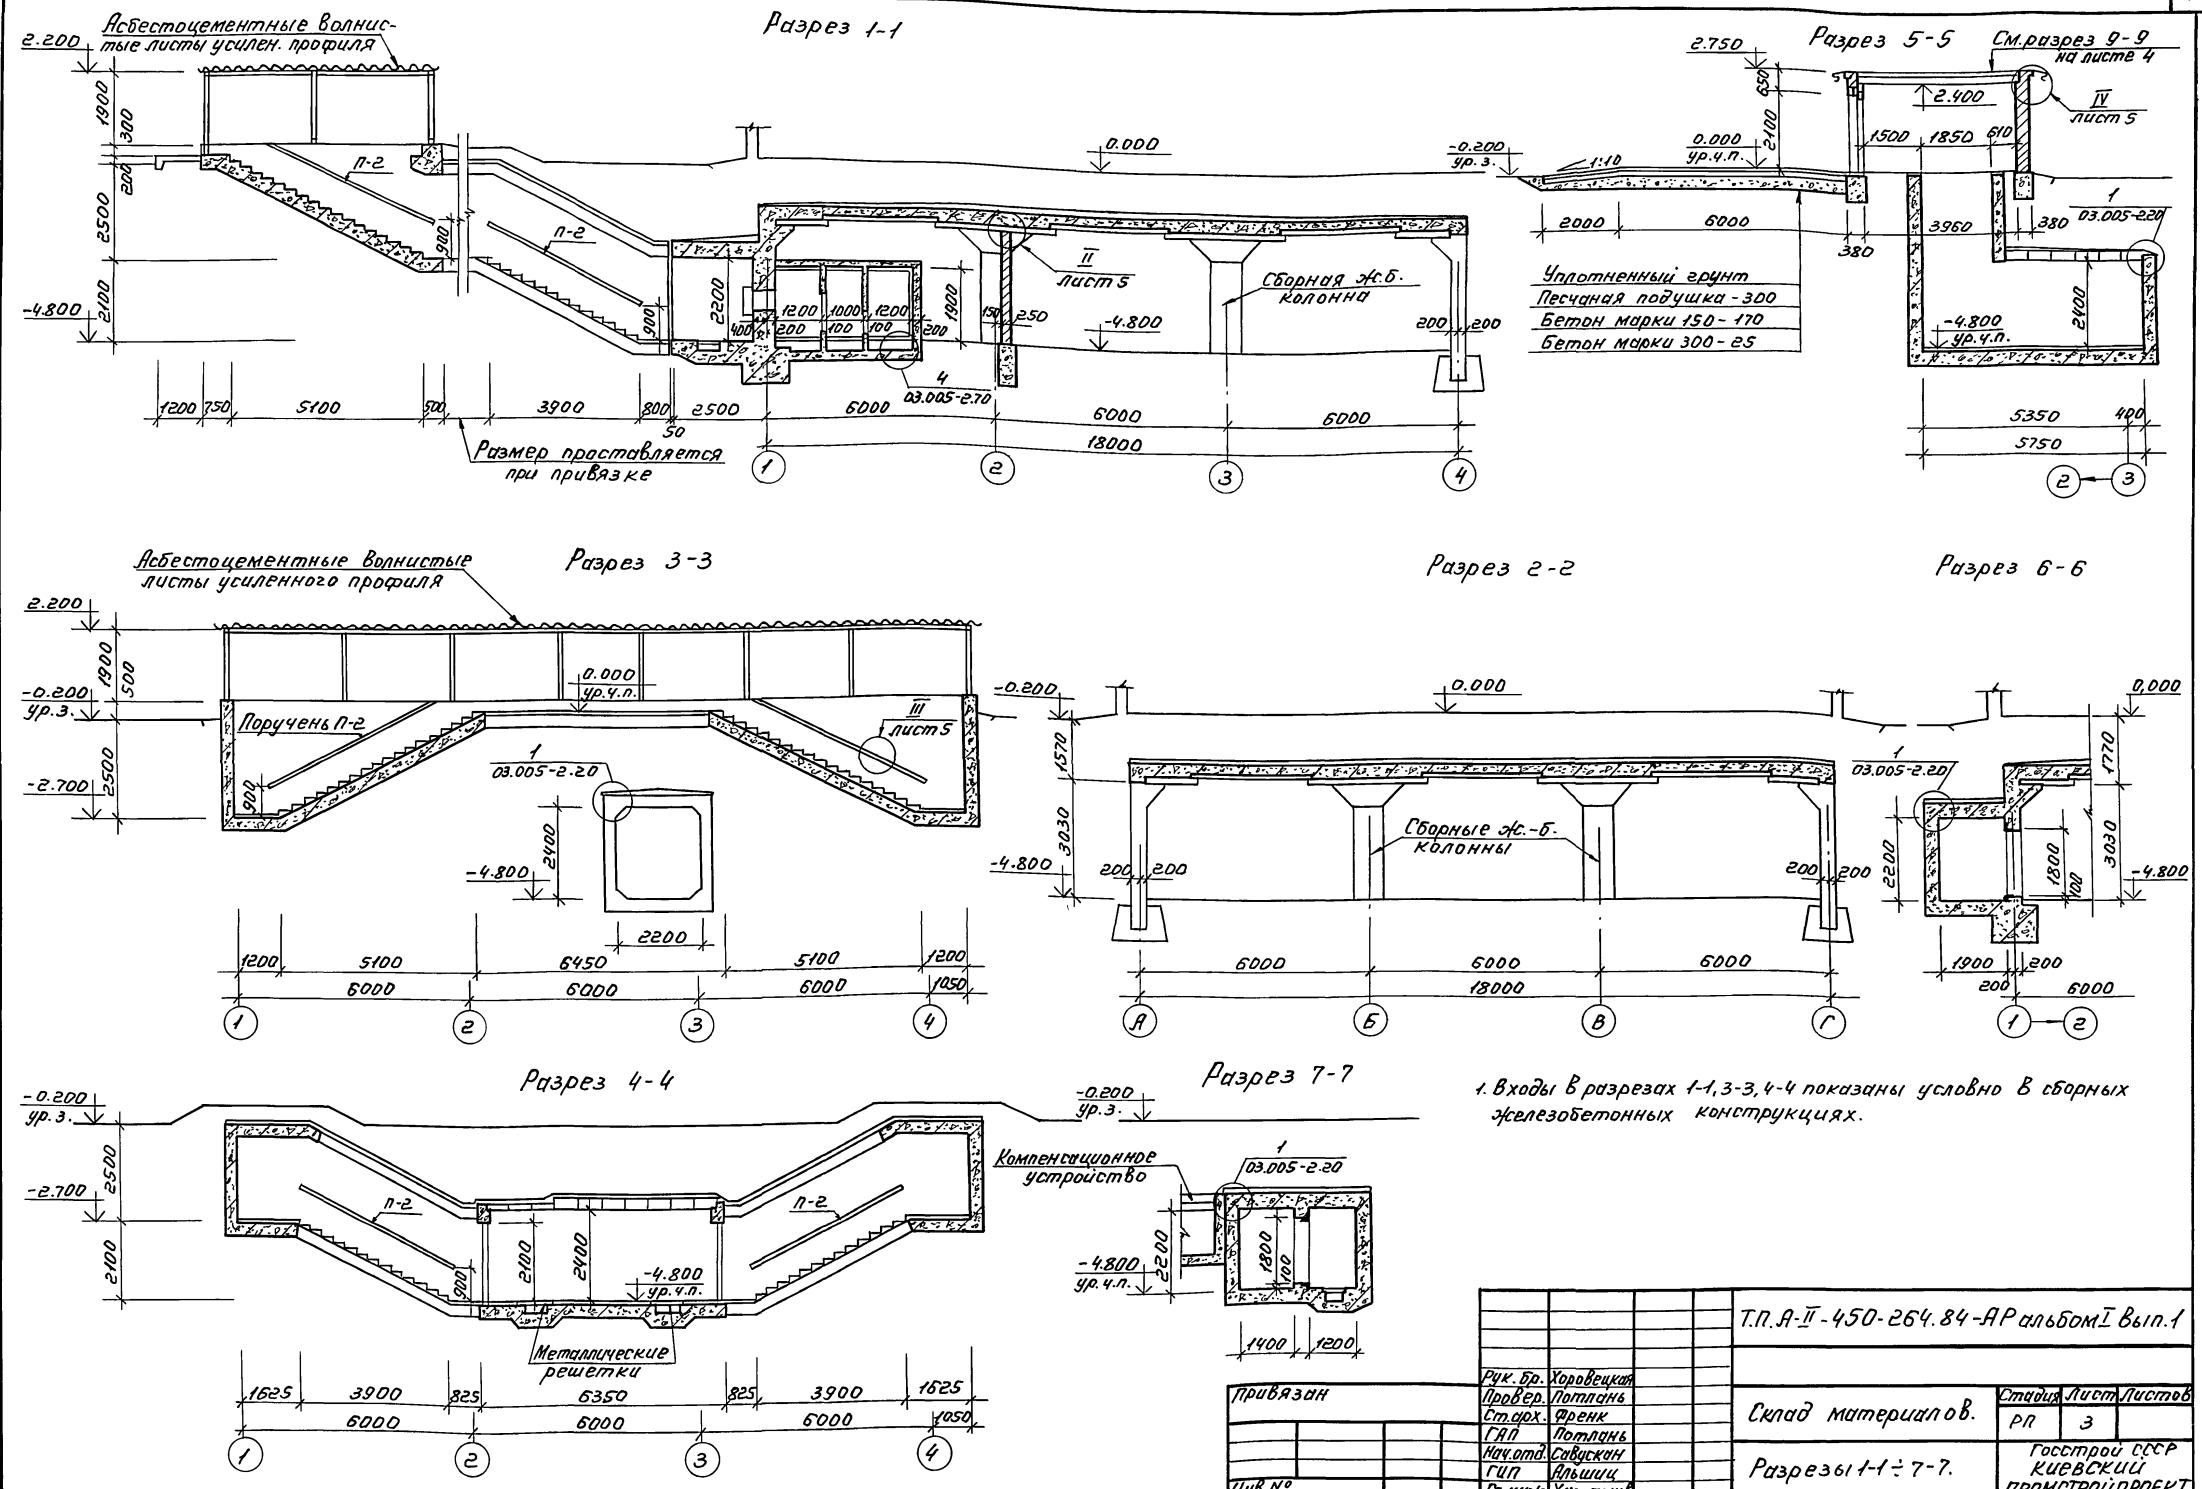 Разрез 1-1
Асбестоцементные волнис-
тые листы усилен. профиля
2.200
1900
300
200
2500
2100
-4.800
П-2
900
П-2
900
2200
400
1200
1000
1200
200
100
100
200
1900
150
250
II
лист 5
0.000
-4.800
Сборная ж.б.
колонна
200
200
4
03.005-2.70
1200
750
5100
500
3900
800
50
2500
6000
6000
6000
18000
Размер проставляется
при привязке
1
2
3
4
Разрез 5-5
См. разрез 9-9
на листе 4
2.750
650
2100
2.400
IV
лист 5
0.000
ур.ч.п.
-0.200
ур.з.
1:10
1500
1850
610
1
03.005-2.20
2000
6000
380
3960
380
Уплотненный грунт
Песчаная подушка - 300
Бетон марки 150 - 170
Бетон марки 300 - 25
-4.800
ур.ч.п.
2400
5350
400
5750
2
3
Разрез 3-3
Асбестоцементные волнистые
листы усиленного профиля
2.200
1900
500
-0.200
ур.з.
2500
-2.700
Поручень П-2
900
0.000
ур.ч.п.
III
лист 5
1
03.005-2.20
2400
-4.800
2200
1200
5100
6450
5100
1200
6000
6000
6000
1050
1
2
3
4
Разрез 2-2
-0.200
0.000
1570
3030
-4.800
200
200
Сборные ж.-б.
колонны
200
200
6000
6000
6000
18000
А
Б
В
Г
Разрез 6-6
0,000
1
03.005-2.20
1770
3030
2200
1800
100
-4.800
1900
200
200
6000
1
2
Разрез 4-4
-0.200
ур.з.
2500
-2.700
2100
П-2
900
2100
2400
-4.800
ур.ч.п.
П-2
900
Металлические
решетки
1625
3900
825
6350
825
3900
1625
6000
6000
6000
1050
1
2
3
4
Разрез 7-7
-0.200
ур.з.
Компенсационное
устройство
1
03.005-2.20
-4.800
ур.ч.п.
2200
1800
100
1400
1200
1. Входы в разрезах 1-1, 3-3, 4-4 показаны условно в сборных
железобетонных конструкциях.
Т.П. А-II-450-264.84-АР альбом I Вып.1
привязан
Инв.№
Рук. бр. Хоровецкая
Провер. Потлань
Ст.арх. Френк
ГАП Потлань
Нач.отд. Савускан
ГИП Альшиц
Склад материалов.
Стадия Лист Листов
РП 3
Разрезы 1-1÷7-7.
Госстрой СССР
Киевский
Промстройпроект